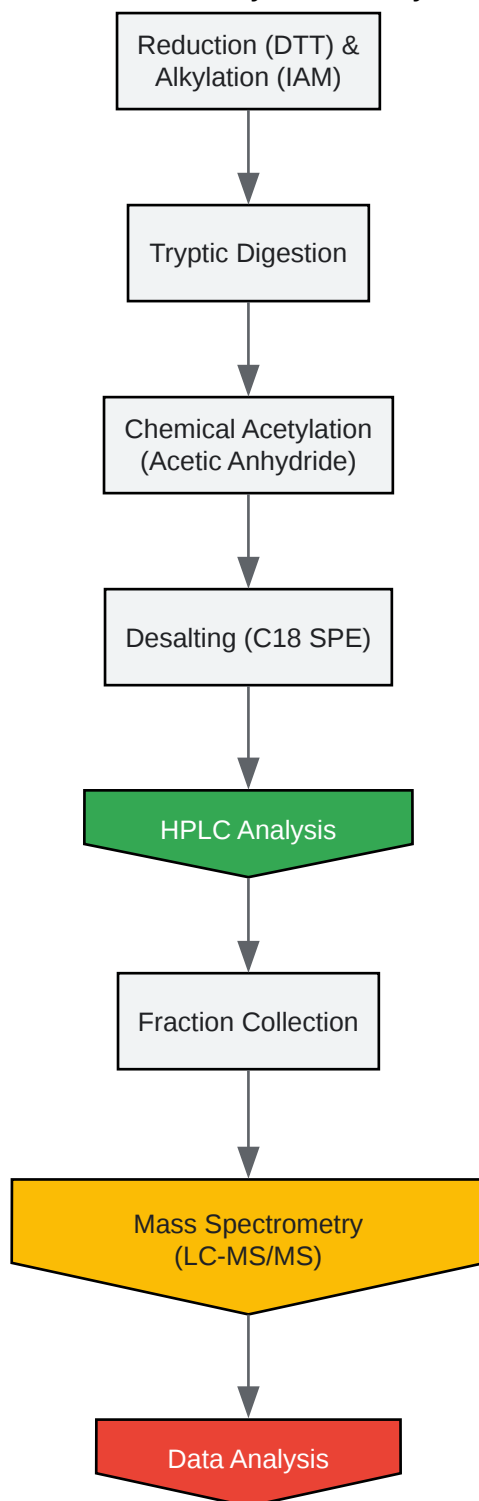 Reduction (DTT) &
Alkylation (IAM)
Tryptic Digestion
Chemical Acetylation
(Acetic Anhydride)
Desalting (C18 SPE)
HPLC Analysis
Fraction Collection
Mass Spectrometry
(LC-MS/MS)
Data Analysis